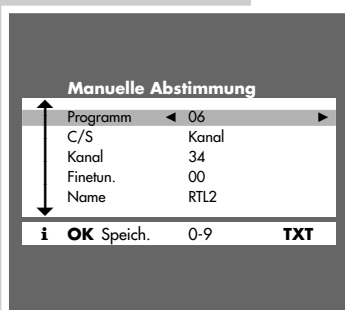 Manuelle Abstimmung
Programm ◄ 06 ►
C/S Kanal
Kanal 34
Finetun. 00
Name RTL2
i OK Speich. 0-9 TXT